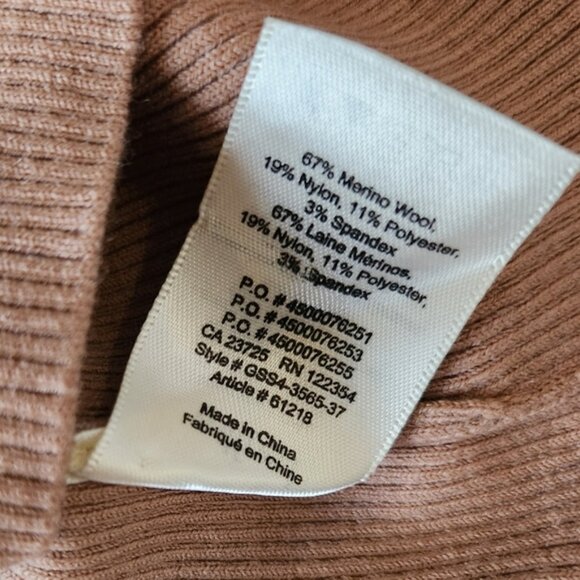 67% Merino Wool,
19% Nylon, 11% Polyester,
3% Spandex
67% Laine Mérinos,
19% Nylon, 11% Polyester,
3% Spandex
P.O. # 4500076251
P.O. # 4500076253
P.O. # 4500076255
CA 23725 RN 122354
Style # GSS4-3565-37
Article # 61218
Made in China
Fabriqué en Chine